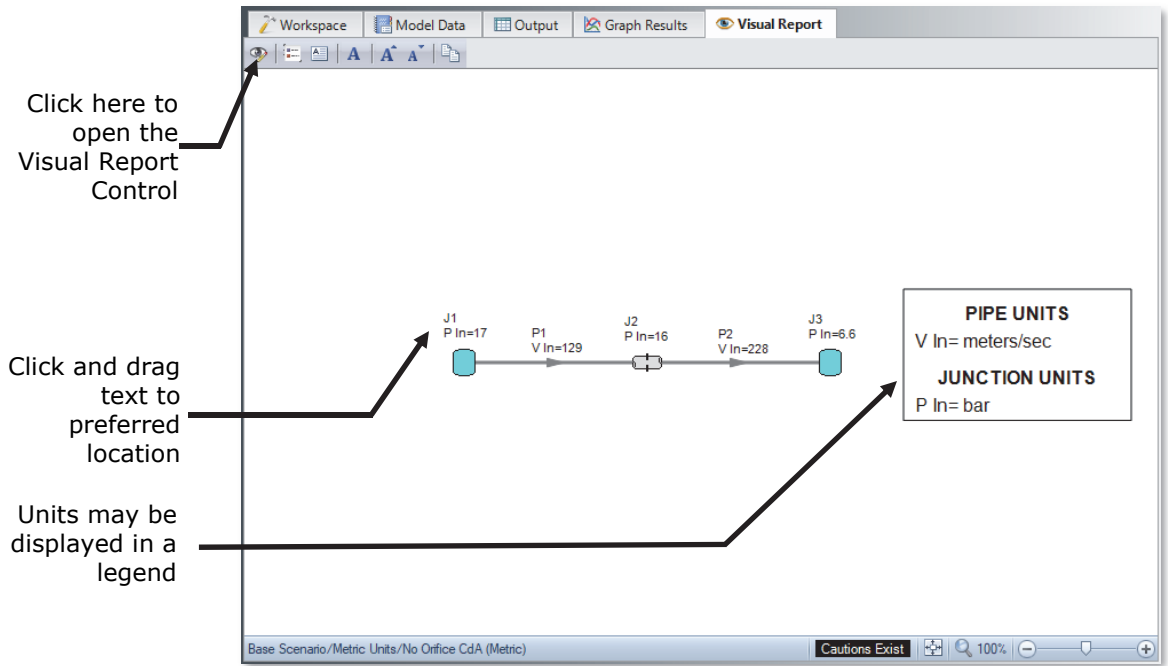 Workspace
Model Data
Output
Graph Results
Visual Report
A A A
Click here to
open the
Visual Report
Control
J1
P In=17
P1
V In=129
J2
P In=16
P2
V In=228
J3
P In=6.6
PIPE UNITS
V In= meters/sec
JUNCTION UNITS
P In= bar
Click and drag
text to
preferred
location
Units may be
displayed in a
legend
Base Scenario/Metric Units/No Orifice CdA (Metric)
Cautions Exist
100%